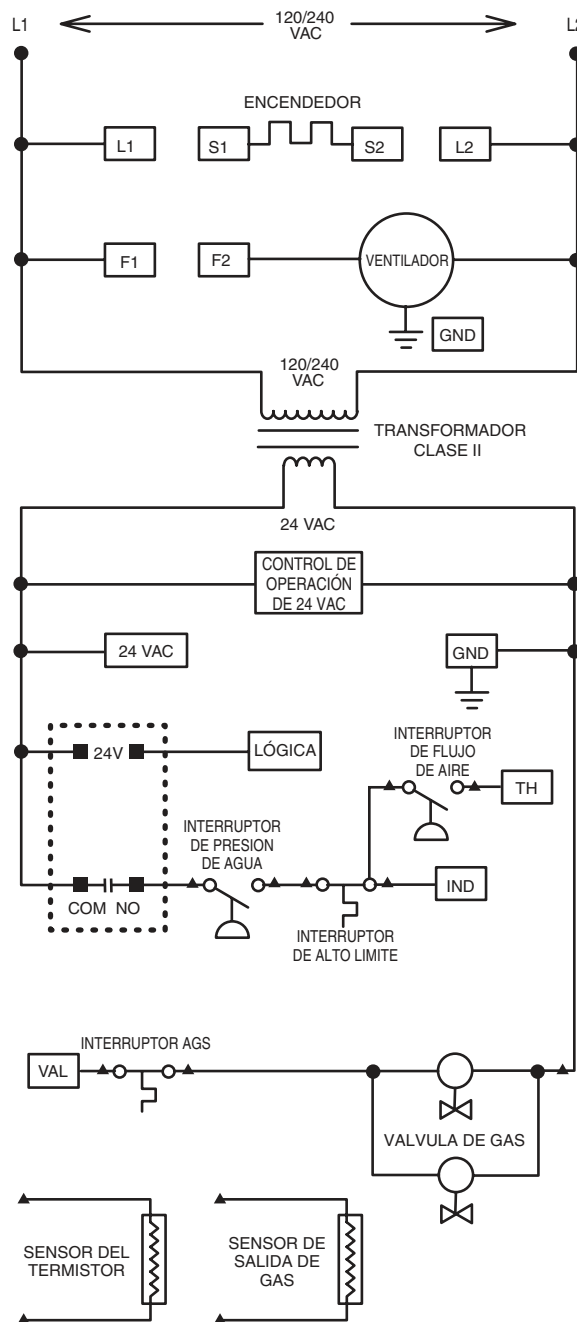 L1
120/240
VAC
L2
ENCENDEDOR
L1
S1
S2
L2
F1
F2
VENTILADOR
GND
120/240
VAC
TRANSFORMADOR
CLASE II
24 VAC
CONTROL DE
OPERACIÓN
DE 24 VAC
24 VAC
GND
24V
LÓGICA
INTERRUPTOR
DE FLUJO
DE AIRE
TH
INTERRUPTOR
DE PRESION
DE AGUA
COM NO
IND
INTERRUPTOR
DE ALTO LIMITE
INTERRUPTOR AGS
VAL
VALVULA DE GAS
SENSOR DEL
TERMISTOR
SENSOR DE
SALIDA DE
GAS